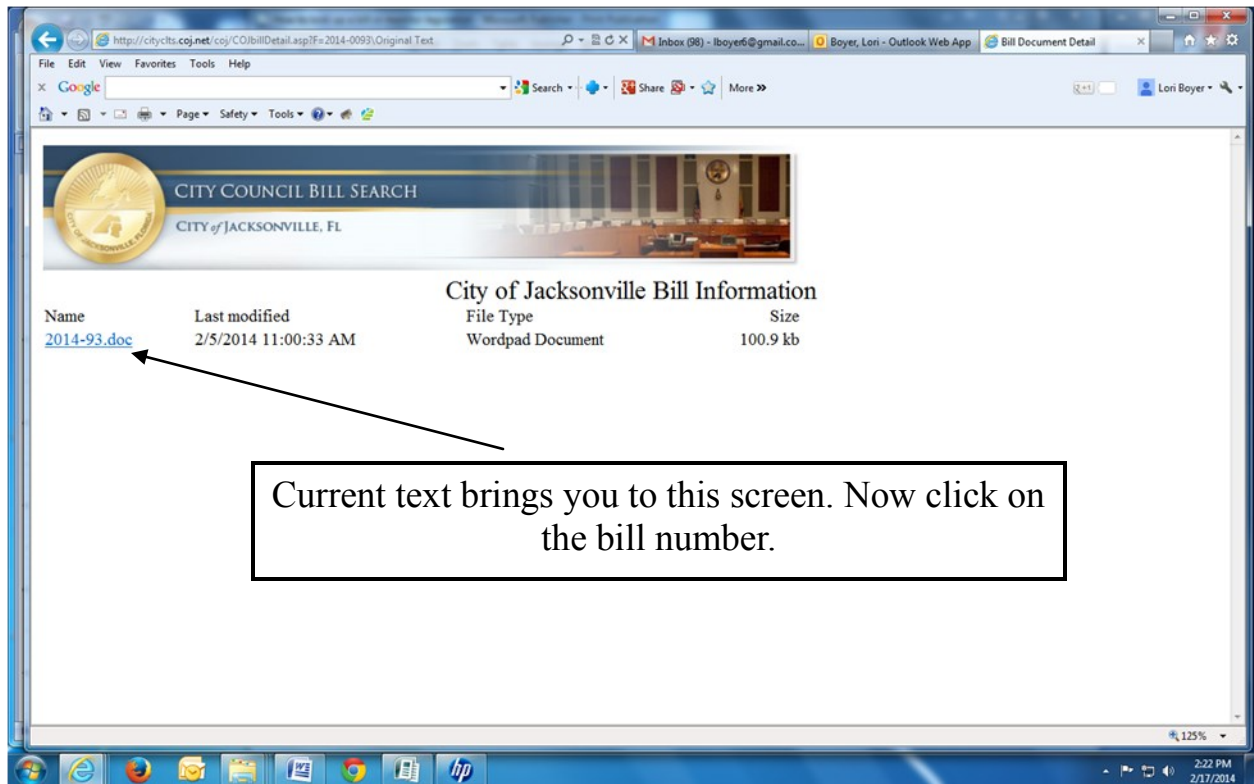 http://cityclts.coj.net/coj/COJbillDetail.asp?F=2014-0093\Original Text
Inbox (98) - lboyer6@gmail.co...
Boyer, Lori - Outlook Web App
Bill Document Detail
File Edit View Favorites Tools Help
x Google Search Share More »
Lori Boyer
Page Safety Tools
CITY COUNCIL BILL SEARCH
CITY of JACKSONVILLE, FL
City of Jacksonville Bill Information
Name Last modified File Type Size
2014-93.doc 2/5/2014 11:00:33 AM Wordpad Document 100.9 kb
Current text brings you to this screen. Now click on
the bill number.
125%
hp
2:22 PM
2/17/2014